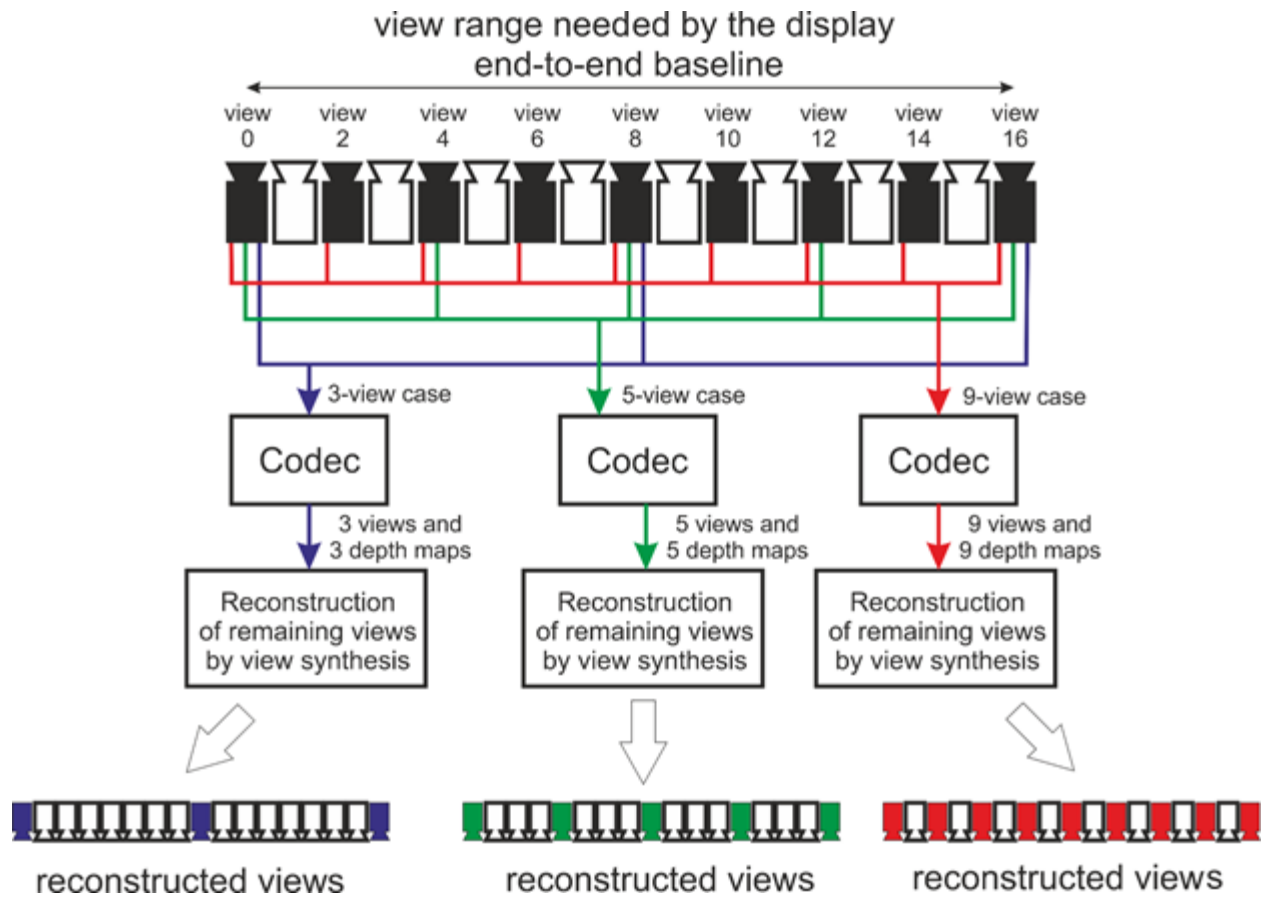 view range needed by the display
end-to-end baseline
view view view view view view view view view
0 2 4 6 8 10 12 14 16
3-view case 5-view case 9-view case
Codec Codec Codec
3 views and 5 views and 9 views and
3 depth maps 5 depth maps 9 depth maps
Reconstruction Reconstruction Reconstruction
of remaining views of remaining views of remaining views
by view synthesis by view synthesis by view synthesis
reconstructed views reconstructed views reconstructed views